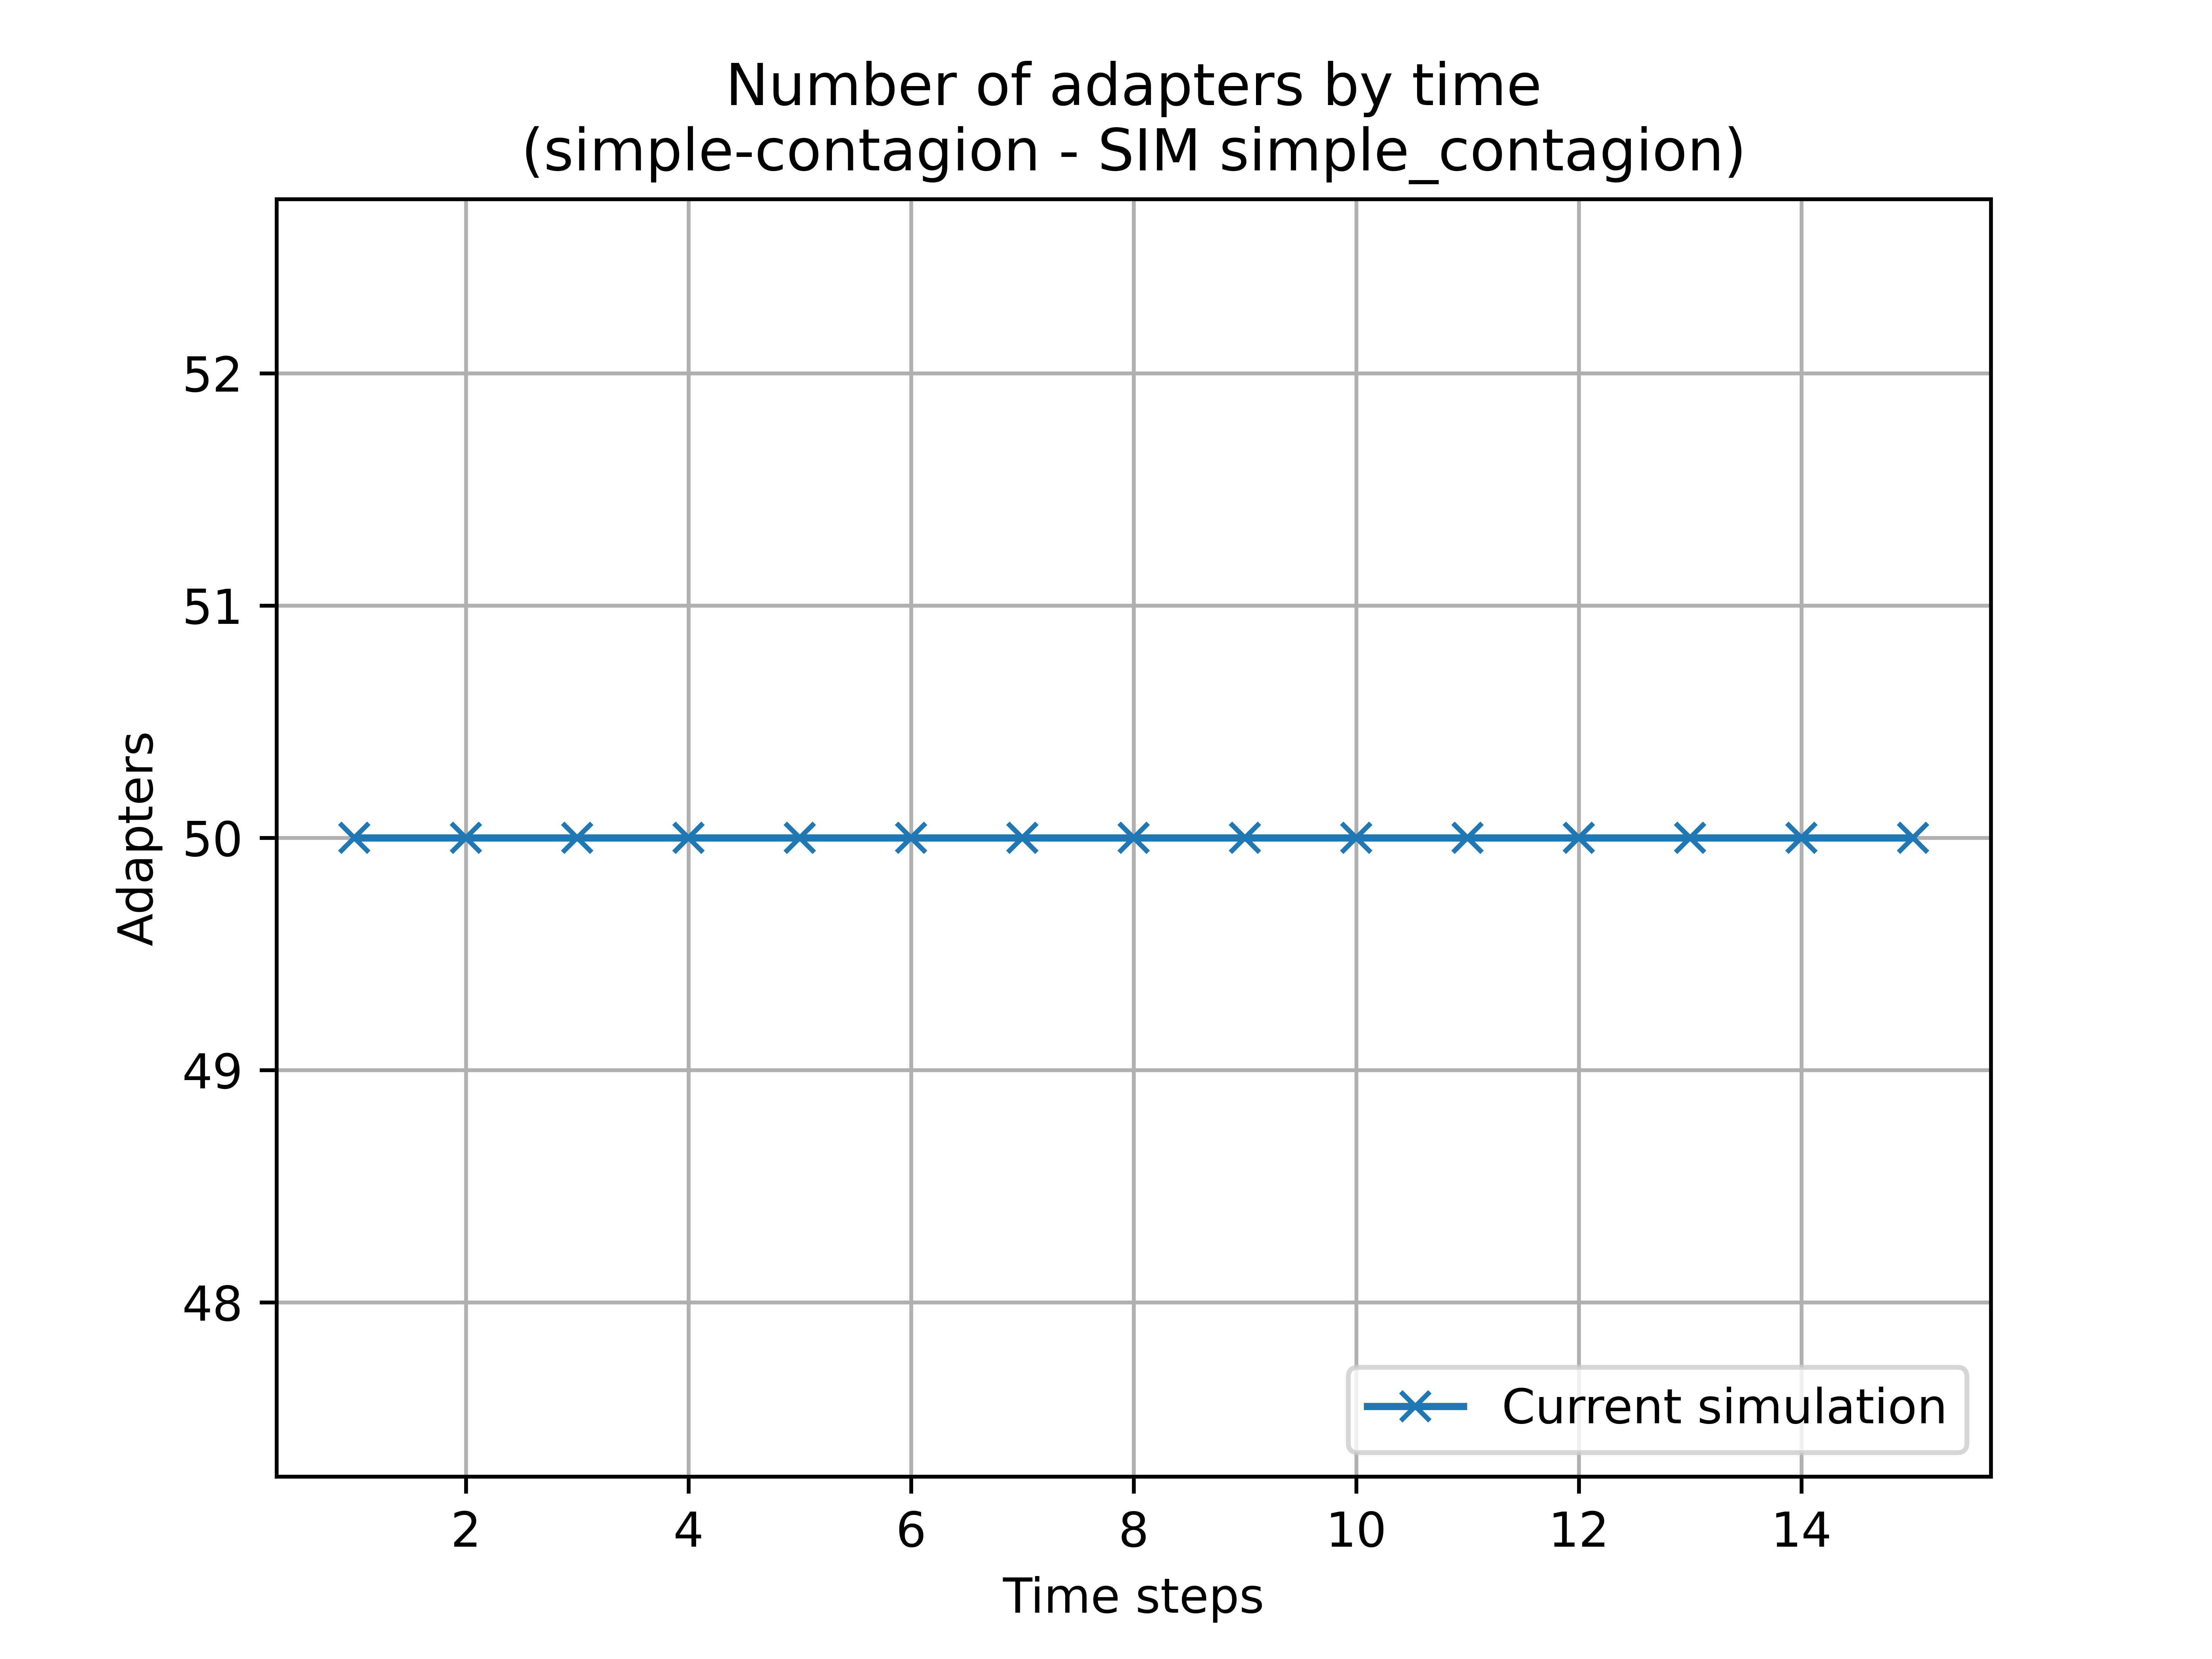 Number of adapters by time
(simple-contagion - SIM simple_contagion)
52
51
50
49
48
Adapters
2 4 6 8 10 12 14
Time steps
Current simulation